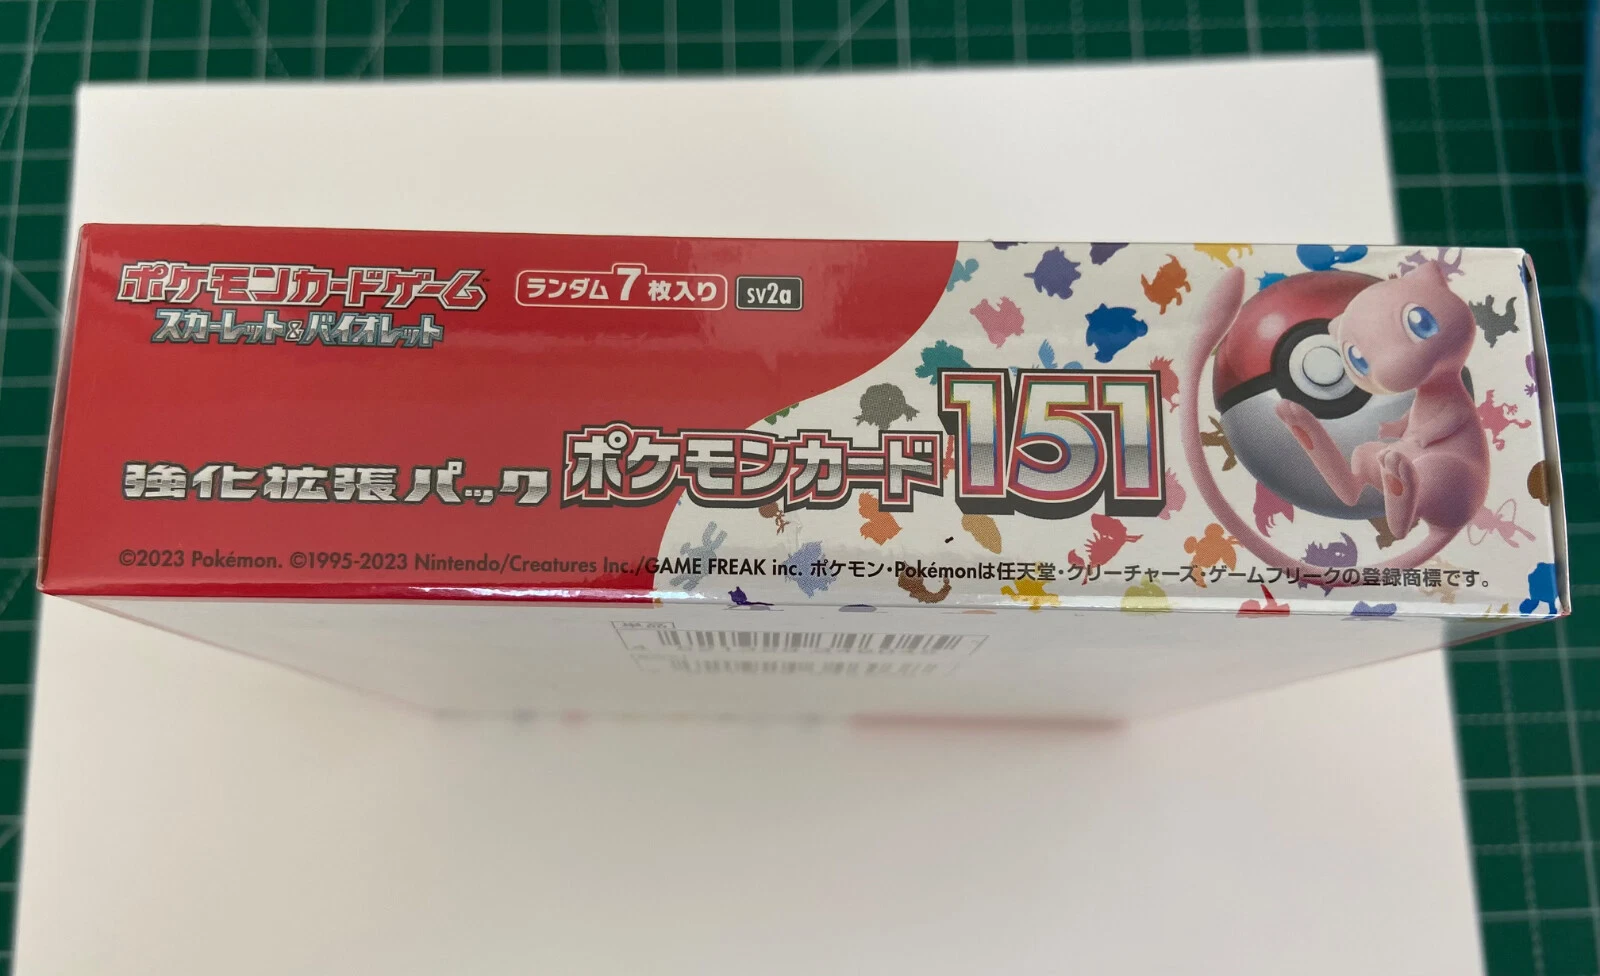 ポケモンカードゲーム
スカーレット&バイオレット
ランダム7枚入り
sv2a
強化拡張パック
ポケモンカード151
©2023 Pokémon. ©1995-2023 Nintendo/Creatures Inc./GAME FREAK inc. ポケモン・Pokémonは任天堂・クリーチャーズ・ゲームフリークの登録商標です。